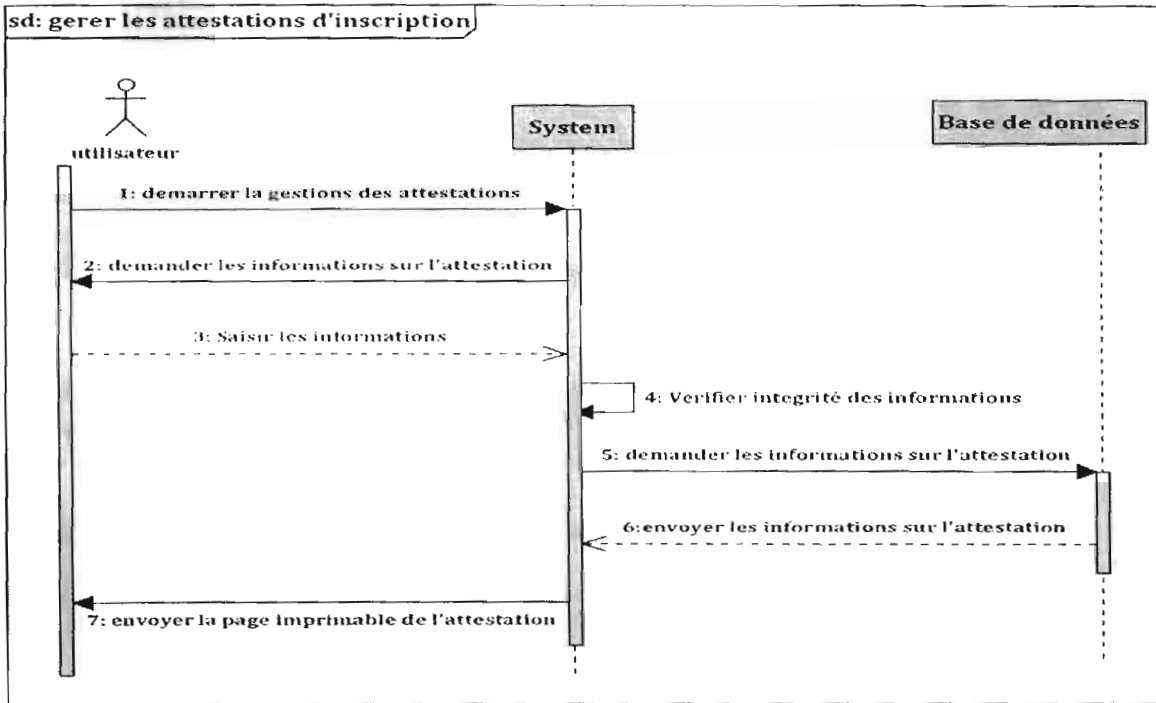 sd: gerer les attestations d'inscription
utilisateur
System
Base de données
1: demarrer la gestions des attestations
2: demander les informations sur l'attestation
3: Saisir les informations
4: Verifier integrité des informations
5: demander les informations sur l'attestation
6:envoyer les informations sur l'attestation
7: envoyer la page imprimable de l'attestation